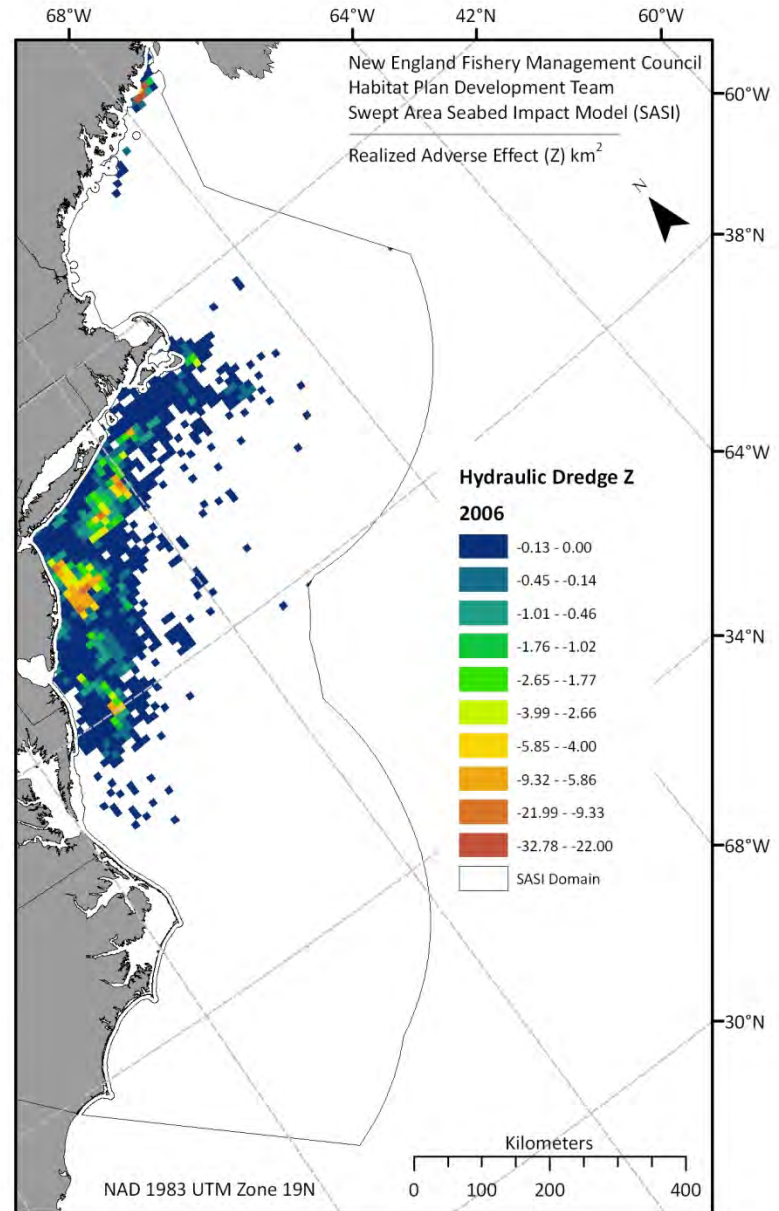 68°W 64°W 42°N 60°W
New England Fishery Management Council
Habitat Plan Development Team
Swept Area Seabed Impact Model (SASI)
Realized Adverse Effect (Z) km²
N
60°W
38°N
64°W
34°N
68°W
30°N
Hydraulic Dredge Z
2006
-0.13 - 0.00
-0.45 - -0.14
-1.01 - -0.46
-1.76 - -1.02
-2.65 - -1.77
-3.99 - -2.66
-5.85 - -4.00
-9.32 - -5.86
-21.99 - -9.33
-32.78 - -22.00
SASI Domain
Kilometers
0 100 200 400
NAD 1983 UTM Zone 19N